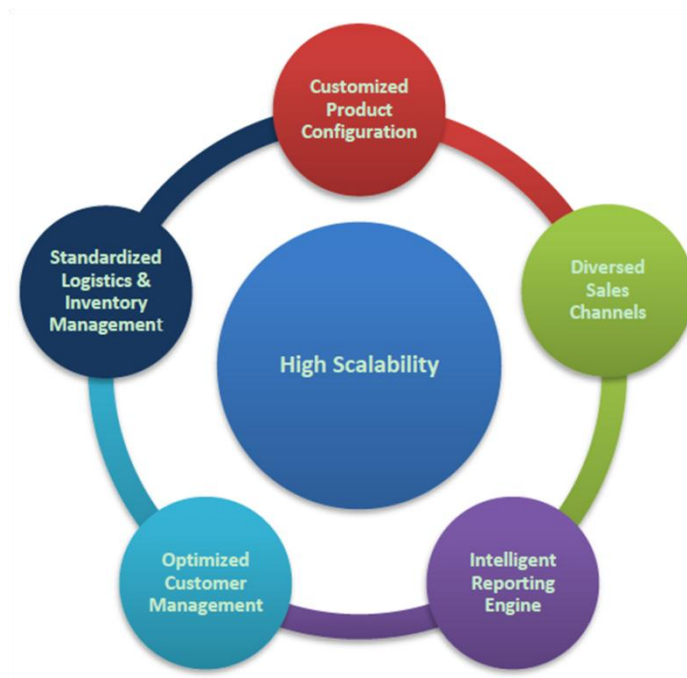 Customized
Product
Configuration
Standardized
Logistics &
Inventory
Management
Diversed
Sales
Channels
High Scalability
Optimized
Customer
Management
Intelligent
Reporting
Engine